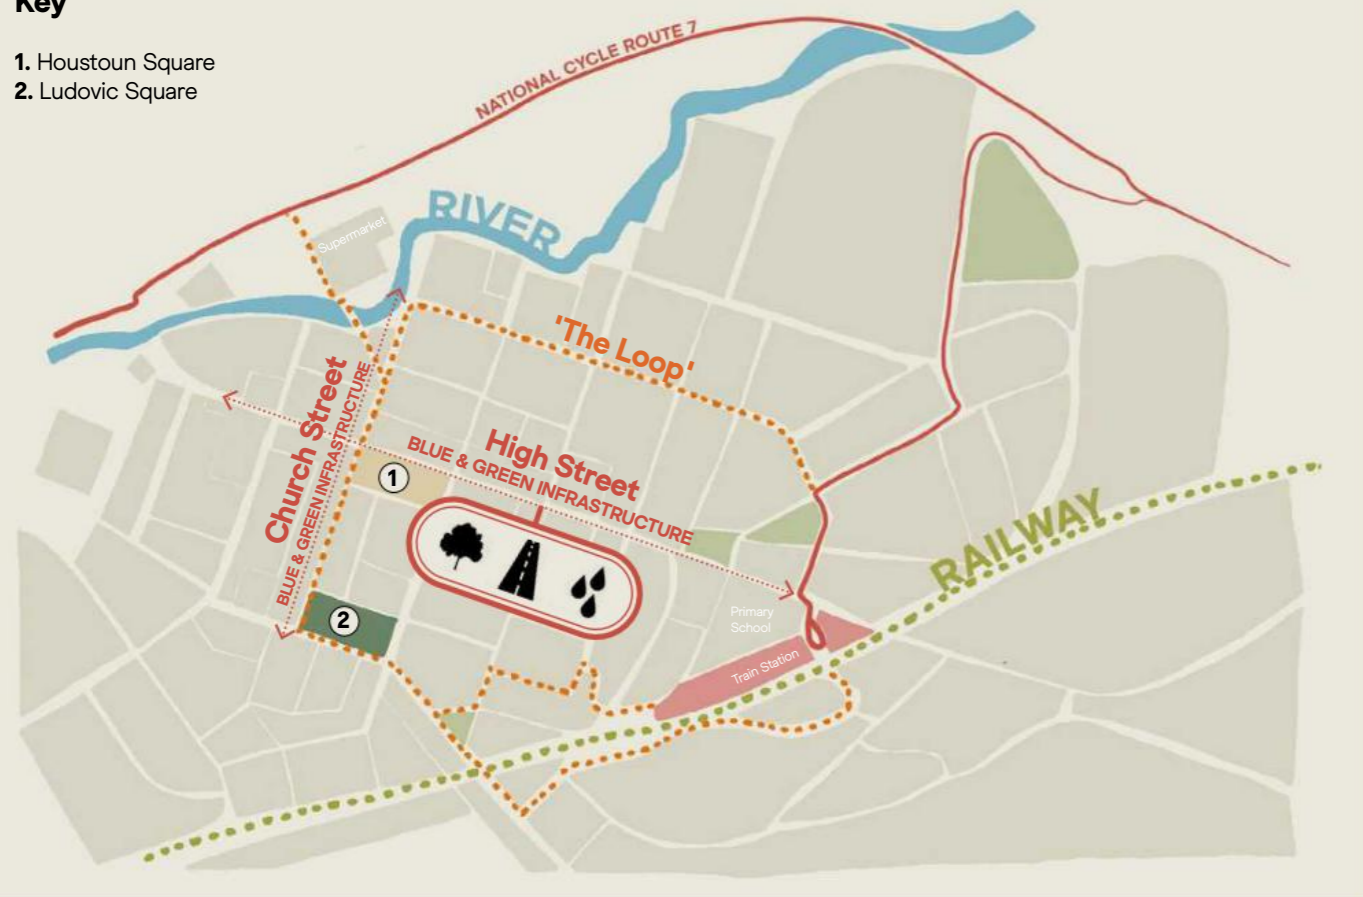 Key
1. Houstoun Square
2. Ludovic Square
NATIONAL CYCLE ROUTE 7
RIVER
Supermarket
'The Loop'
Church Street
BLUE & GREEN INFRASTRUCTURE
High Street
BLUE & GREEN INFRASTRUCTURE
1
RAILWAY
2
Primary
School
Train Station